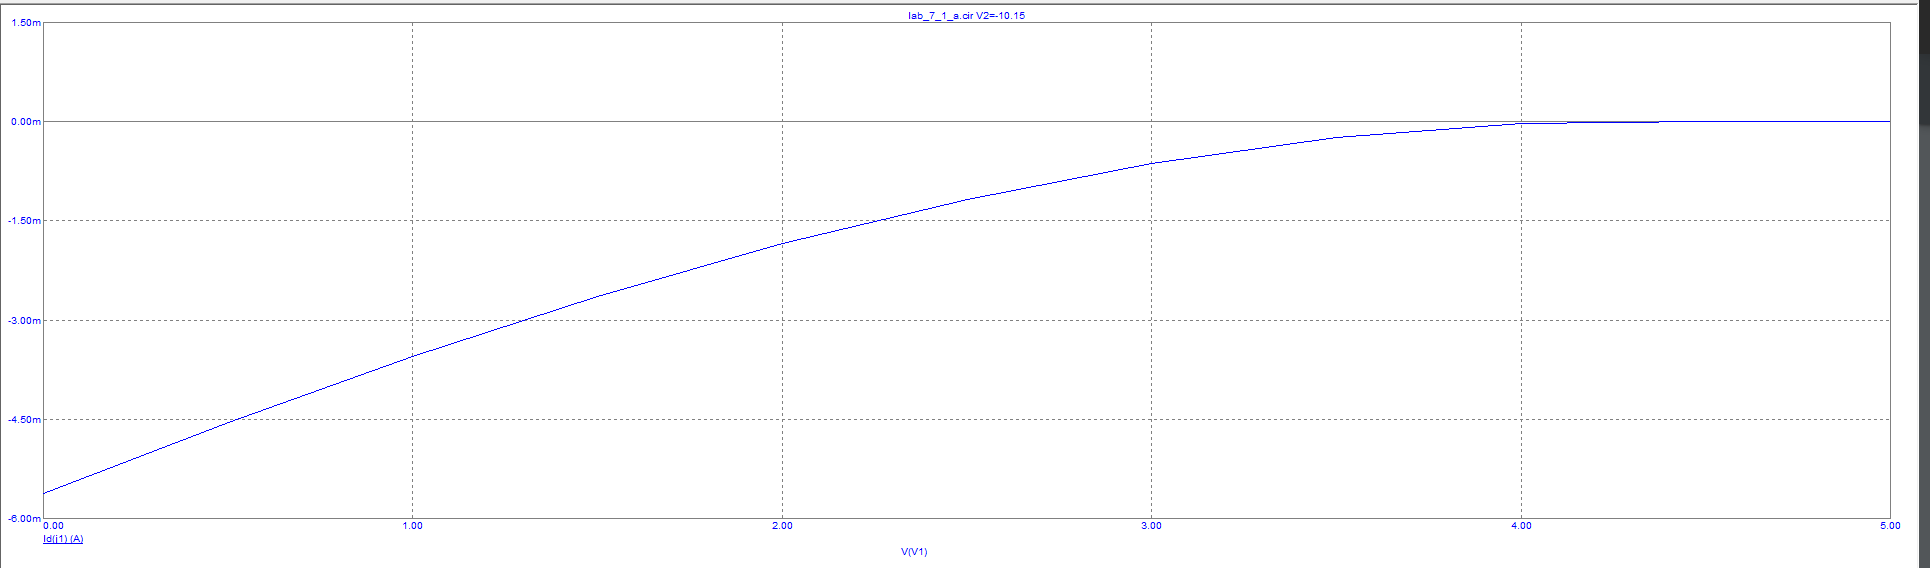 lab_7_1_a.cir V2=-10.15
1.50m
0.00m
-1.50m
-3.00m
-4.50m
-6.00m
0.00 1.00 2.00 3.00 4.00 5.00
Id(j1) (A)
V(V1)